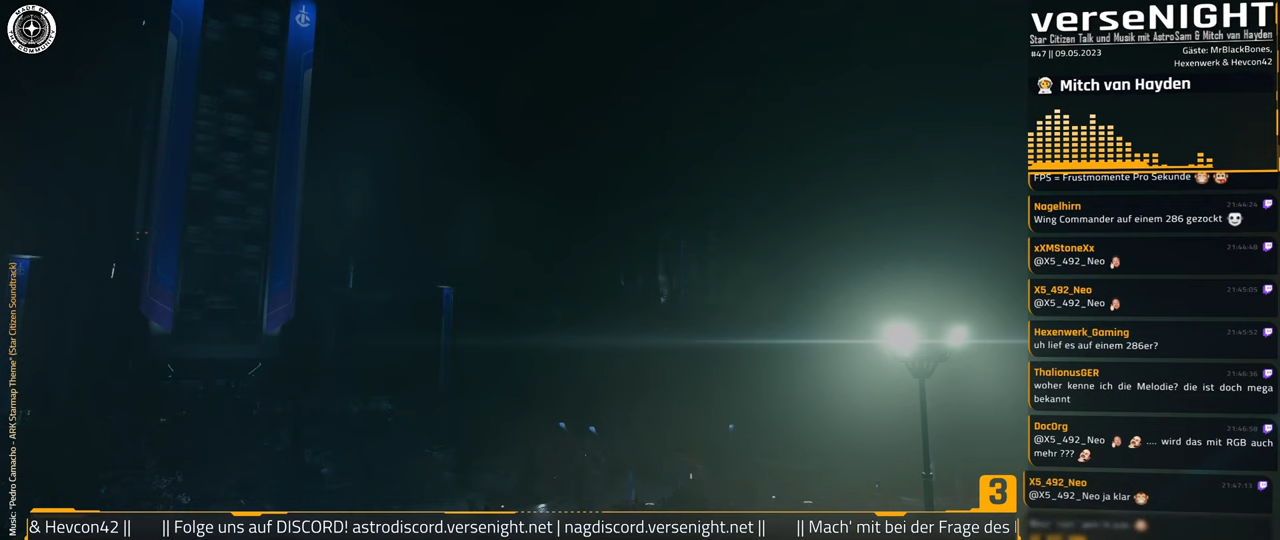 MADE BY
THE COMMUNITY
Music: "Pedro Camacho - ARK Starmap Theme" (Star Citizen Soundtrack)
verseNIGHT
Star Citizen Talk und Musik mit AstroSam & Mitch van Hayden
#47 || 09.05.2023
Gäste: MrBlackBones,
Hexenwerk & Hevcon42
Mitch van Hayden
FPS = Frustmomente Pro Sekunde
Nagelhirn 21:44:24
Wing Commander auf einem 286 gezockt
xXMStoneXx 21:44:48
@X5_492_Neo
X5_492_Neo 21:45:05
@X5_492_Neo
Hexenwerk_Gaming 21:45:52
uh lief es auf einem 286er?
ThalionusGER 21:46:36
woher kenne ich die Melodie? die ist doch mega
bekannt
DocOrg 21:46:58
@X5_492_Neo .... wird das mit RGB auch
mehr ???
X5_492_Neo 21:47:13
@X5_492_Neo ja klar
3
& Hevcon42 || || Folge uns auf DISCORD! astrodiscord.versenight.net | nagdiscord.versenight.net || || Mach' mit bei der Frage des